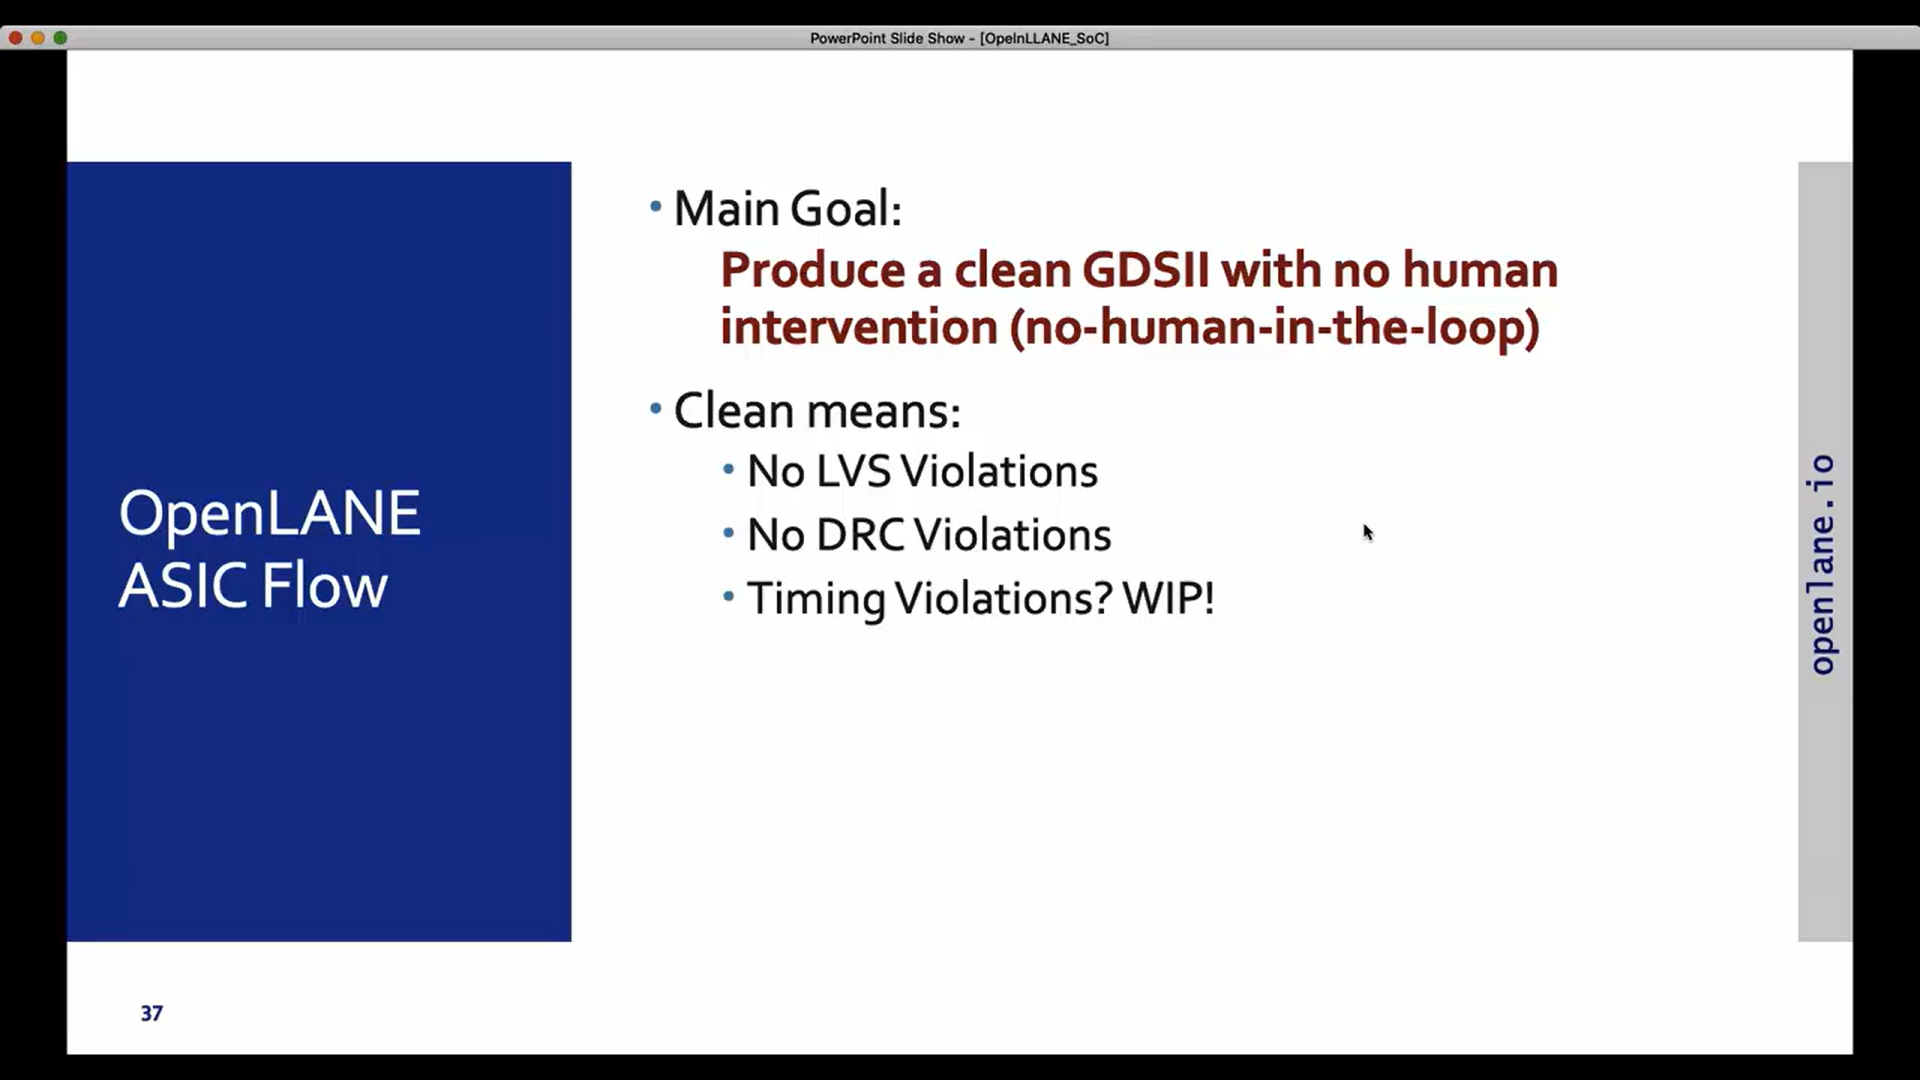 PowerPoint Slide Show - [OpeInLLANE_SoC]
OpenLANE
ASIC Flow
• Main Goal:
Produce a clean GDSII with no human
intervention (no-human-in-the-loop)
• Clean means:
• No LVS Violations
• No DRC Violations
• Timing Violations? WIP!
openlane.io
37